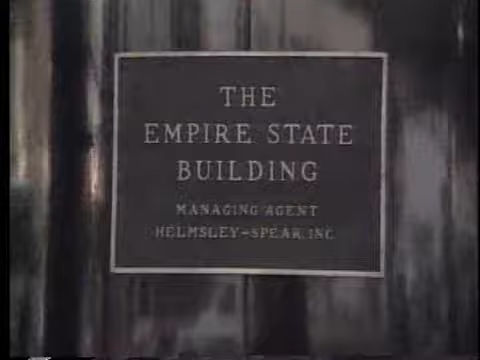 THE
EMPIRE STATE
BUILDING
MANAGING AGENT
HELMSLEY-SPEAR, INC.